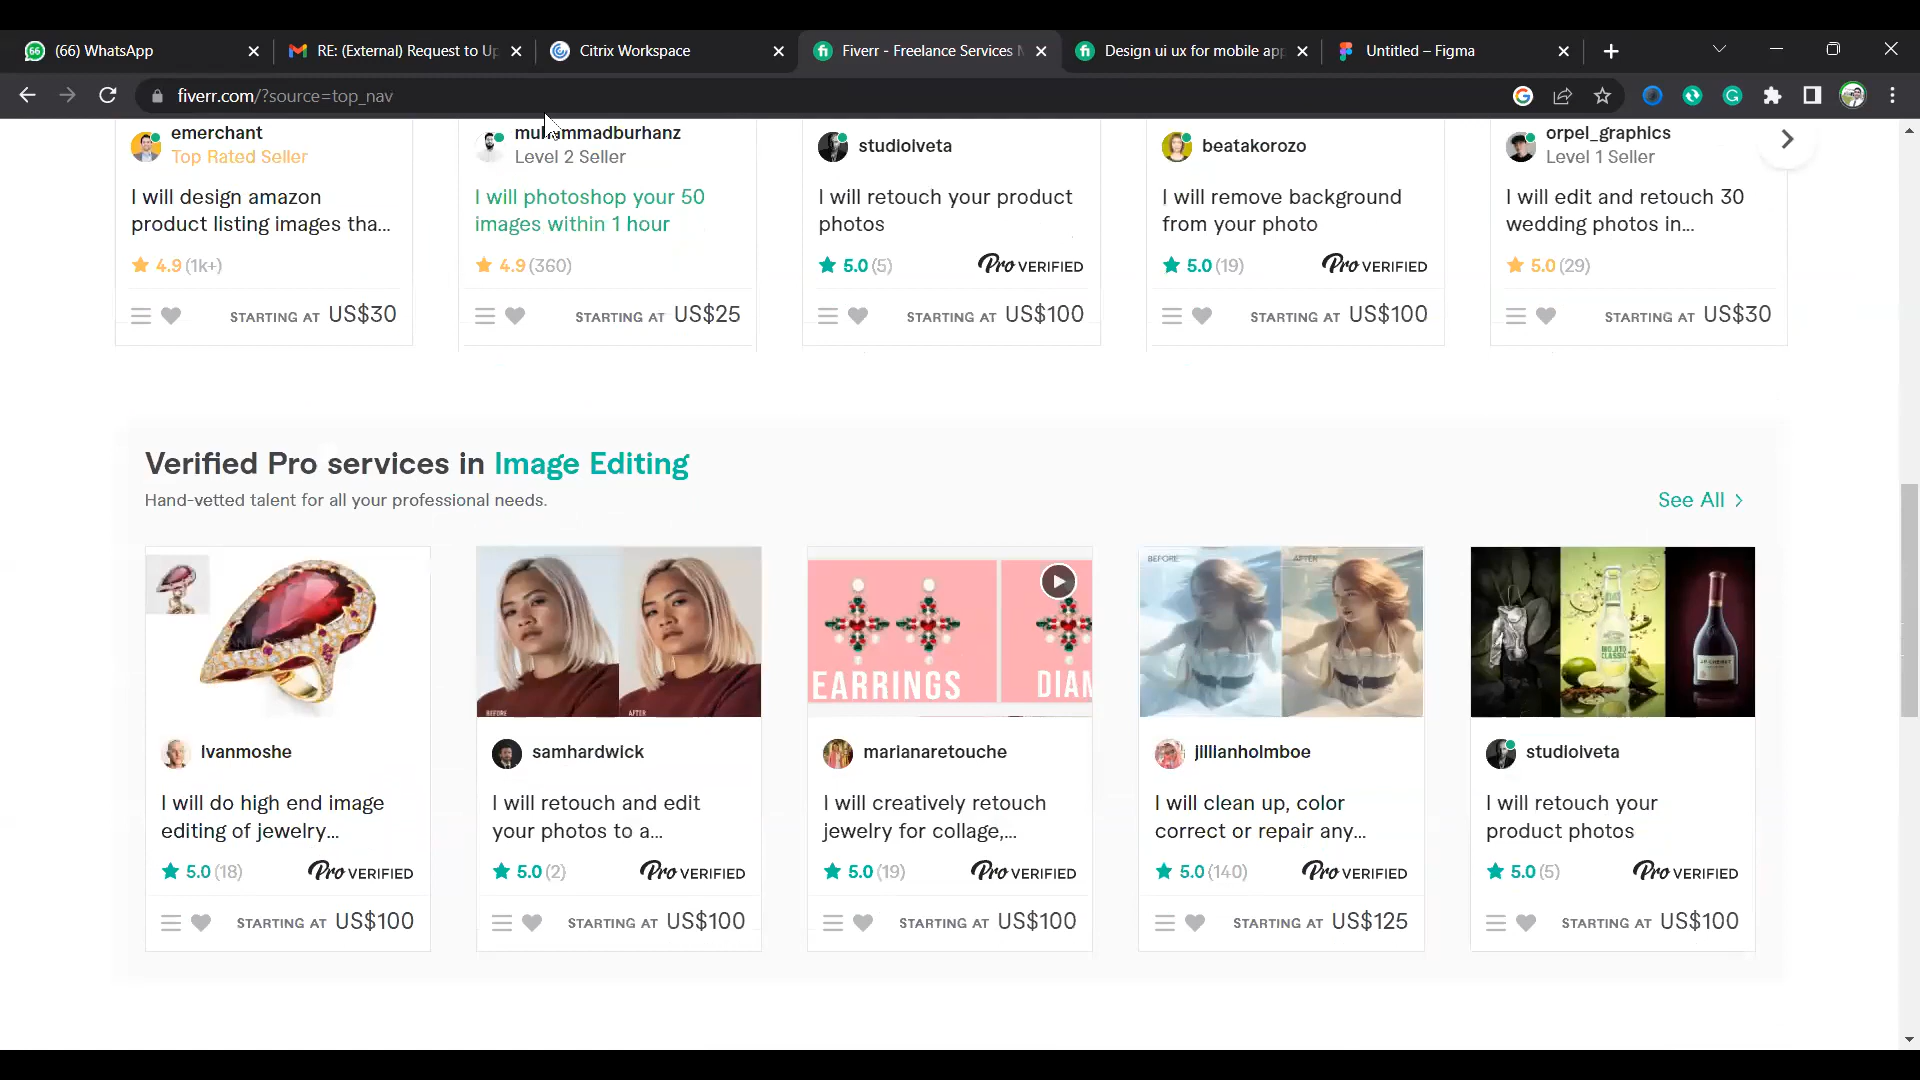 66 (66) WhatsApp
RE: (External) Request to Up
Citrix Workspace
Fiverr - Freelance Services M
Design ui ux for mobile app
Untitled – Figma
fiverr.com/?source=top_nav
emerchant
Top Rated Seller
I will design amazon
product listing images tha...
4.9 (1k+)
STARTING AT US$30
muhammadburhanz
Level 2 Seller
I will photoshop your 50
images within 1 hour
4.9 (360)
STARTING AT US$25
studiolveta
I will retouch your product
photos
5.0 (5)
Pro VERIFIED
STARTING AT US$100
beatakorozo
I will remove background
from your photo
5.0 (19)
Pro VERIFIED
STARTING AT US$100
orpel_graphics
Level 1 Seller
I will edit and retouch 30
wedding photos in...
5.0 (29)
STARTING AT US$30
Verified Pro services in Image Editing
Hand-vetted talent for all your professional needs.
See All
ivanmoshe
I will do high end image
editing of jewelry...
5.0 (18)
Pro VERIFIED
STARTING AT US$100
BEFORE
AFTER
samhardwick
I will retouch and edit
your photos to a...
5.0 (2)
Pro VERIFIED
STARTING AT US$100
EARRINGS
DIAM
marianaretouche
I will creatively retouch
jewelry for collage,...
5.0 (19)
Pro VERIFIED
STARTING AT US$100
BEFORE
AFTER
jillianholmboe
I will clean up, color
correct or repair any...
5.0 (140)
Pro VERIFIED
STARTING AT US$125
MOJITO
CLASSIC
studiolveta
I will retouch your
product photos
5.0 (5)
Pro VERIFIED
STARTING AT US$100